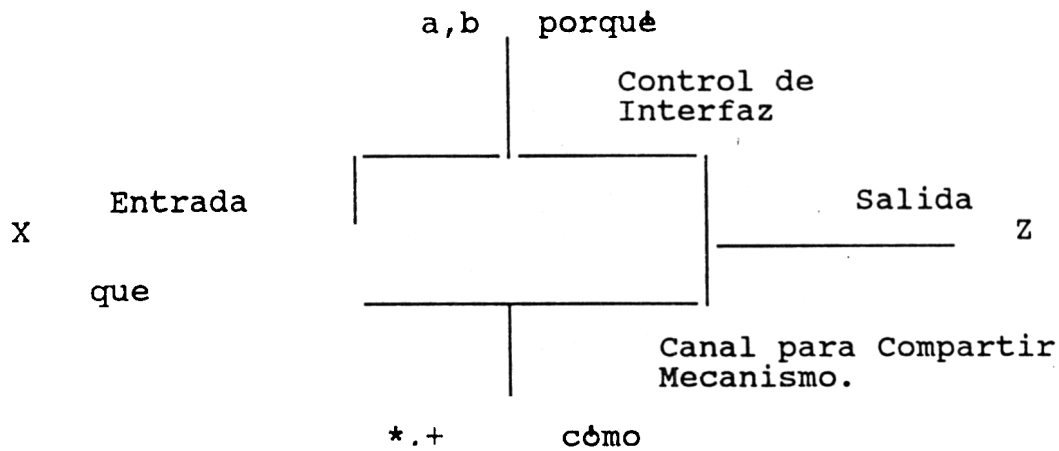 a,b porqué
Control de
Interfaz
Entrada
Salida
X
Z
que
Canal para Compartir
Mecanismo.
*.+ cómo